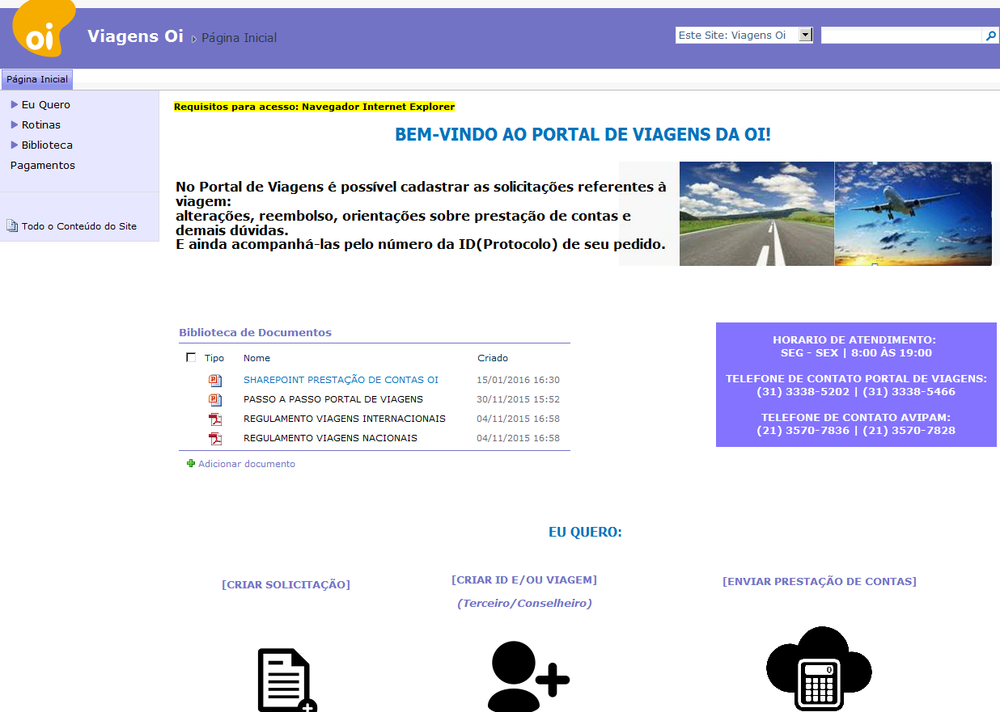 oi
Viagens Oi Página Inicial
Este Site: Viagens Oi
Página Inicial
Eu Quero
Rotinas
Biblioteca
Pagamentos
Todo o Conteúdo do Site
Requisitos para acesso: Navegador Internet Explorer
BEM-VINDO AO PORTAL DE VIAGENS DA OI!
No Portal de Viagens é possível cadastrar as solicitações referentes à
viagem:
alterações, reembolso, orientações sobre prestação de contas e
demais dúvidas.
E ainda acompanhá-las pelo número da ID(Protocolo) de seu pedido.
Biblioteca de Documentos
Tipo Nome Criado
SHAREPOINT PRESTAÇÃO DE CONTAS OI 15/01/2016 16:30
PASSO A PASSO PORTAL DE VIAGENS 30/11/2015 15:52
REGULAMENTO VIAGENS INTERNACIONAIS 04/11/2015 16:58
REGULAMENTO VIAGENS NACIONAIS 04/11/2015 16:58
Adicionar documento
HORARIO DE ATENDIMENTO:
SEG - SEX | 8:00 ÀS 19:00
TELEFONE DE CONTATO PORTAL DE VIAGENS:
(31) 3338-5202 | (31) 3338-5466
TELEFONE DE CONTATO AVIPAM:
(21) 3570-7836 | (21) 3570-7828
EU QUERO:
[CRIAR SOLICITAÇÃO]
[CRIAR ID E/OU VIAGEM]
(Terceiro/Conselheiro)
[ENVIAR PRESTAÇÃO DE CONTAS]
0